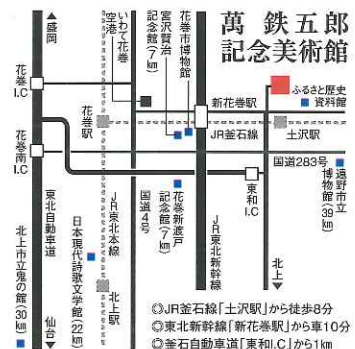 萬 鉄五郎
記念美術館
▲盛岡
いわて花巻
空港
宮沢賢治
記念館(7㎞)
花巻市博物館
花巻I.C
ふるさと歴史
資料館
新花巻駅
花巻駅
JR釜石線
土沢駅
花巻南I.C
国道283号
遠野市立
博物館(39㎞)
東和
I.C
東北自動車道
JR東北本線
国道4号
花巻新渡戸
記念館(7㎞)
JR東北新幹線
日本現代詩歌文学館(22㎞)
北上市立鬼の館(30㎞)
北上駅
北上▼
仙台▼
◎JR釜石線「土沢駅」から徒歩8分
◎東北新幹線「新花巻駅」から車10分
◎釜石自動車道「東和I.C」から1㎞